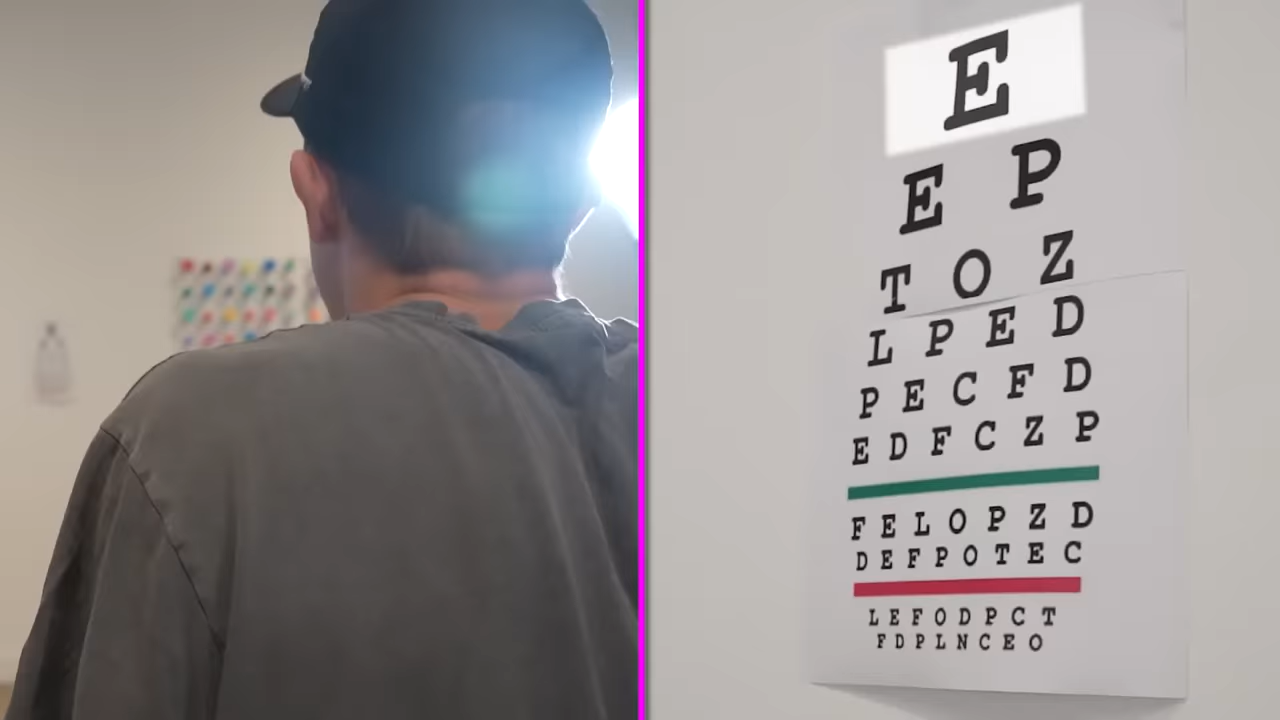 E
E P
T O Z
L P E D
P E C F D
E D F C Z P
F E L O P Z D
D E F P O T E C
L E F O D P C T
F D P L N C E O